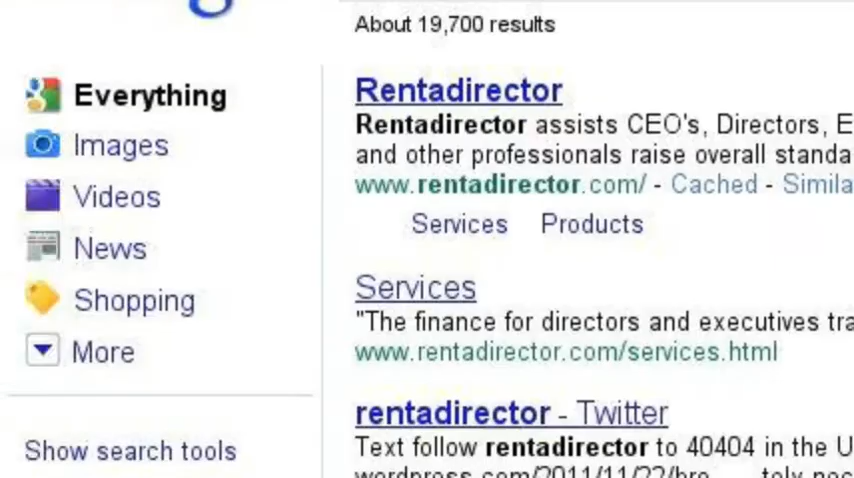 About 19,700 results
Everything
Images
Videos
News
Shopping
More
Show search tools
Rentadirector
Rentadirector assists CEO's, Directors, E
and other professionals raise overall standa
www.rentadirector.com/ - Cached - Simila
Services Products
Services
"The finance for directors and executives tra
www.rentadirector.com/services.html
rentadirector - Twitter
Text follow rentadirector to 40404 in the U